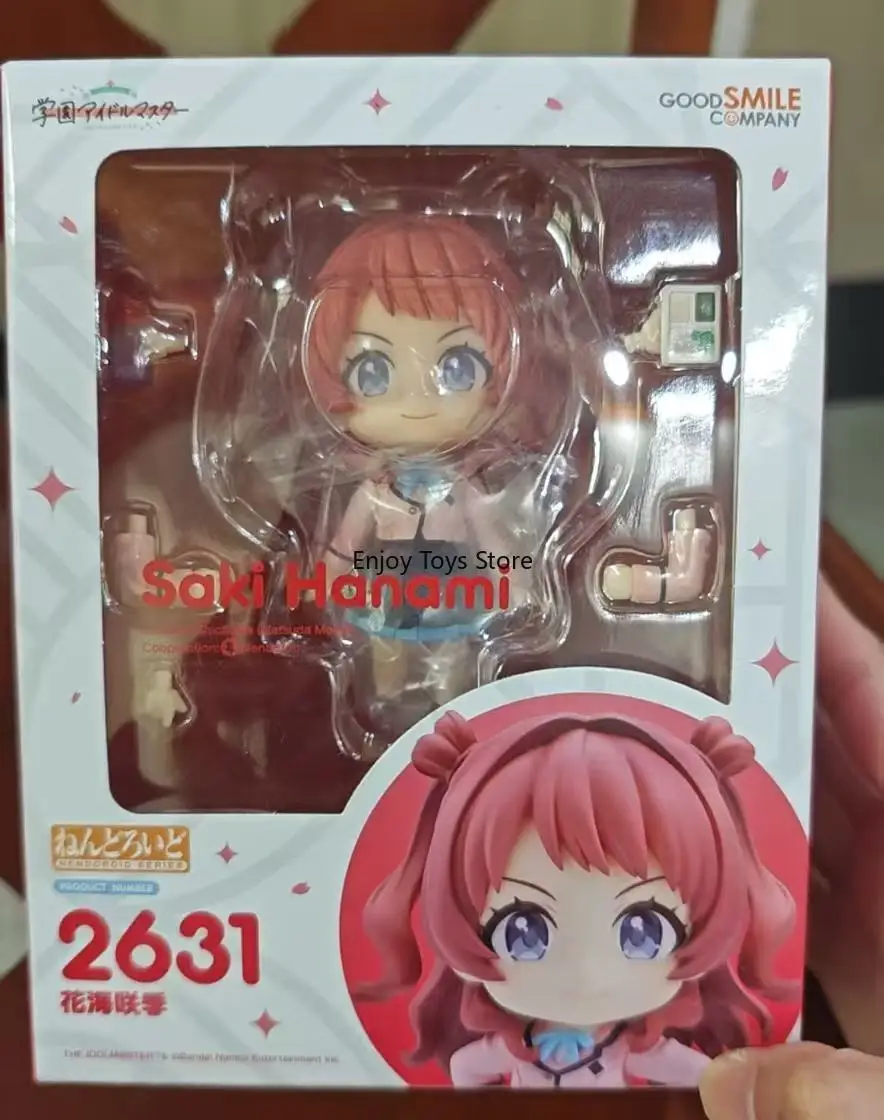 学園アイドルマスター
GOOD SMILE
COMPANY
Enjoy Toys Store
Saki Hanami
ねんどろいど
NENDOROID SERIES
PRODUCT NUMBER
2631
花海咲季